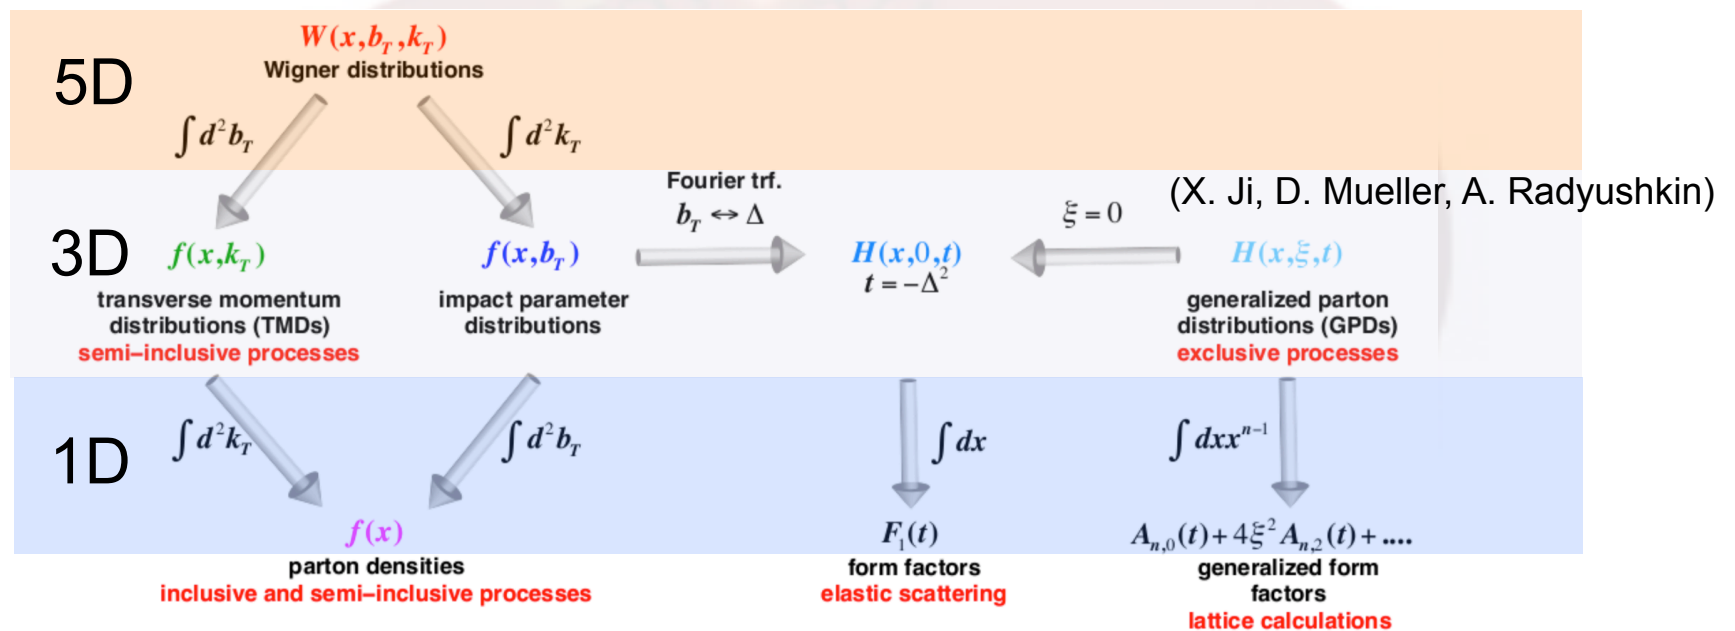 W(x,b_T,k_T)
Wigner distributions
5D
∫d²b_T
∫d²k_T
Fourier trf.
b_T ↔ Δ
ξ = 0
(X. Ji, D. Mueller, A. Radyushkin)
3D
f(x,k_T)
f(x,b_T)
H(x,0,t)
t = −Δ²
H(x,ξ,t)
transverse momentum
distributions (TMDs)
semi–inclusive processes
impact parameter
distributions
generalized parton
distributions (GPDs)
exclusive processes
1D
∫d²k_T
∫d²b_T
∫dx
∫dxx^{n−1}
f(x)
parton densities
inclusive and semi–inclusive processes
F_1(t)
form factors
elastic scattering
A_{n,0}(t) + 4ξ² A_{n,2}(t) + ....
generalized form
factors
lattice calculations